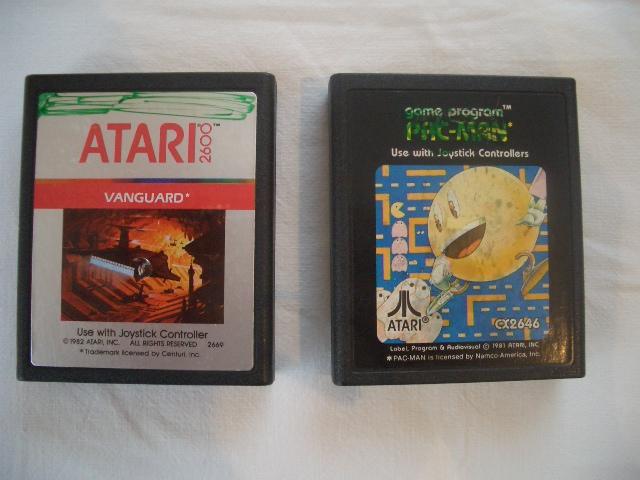 ATARI 2600™
VANGUARD*
Use with Joystick Controller
© 1982 ATARI, INC. ALL RIGHTS RESERVED 2669
*Trademark licensed by Centuri, Inc.
game program™
PAC-MAN*
Use with Joystick Controllers
ATARI®
CX2646
Label, Program & Audiovisual © 1981 ATARI, INC.
* PAC-MAN is licensed by Namco-America, Inc.